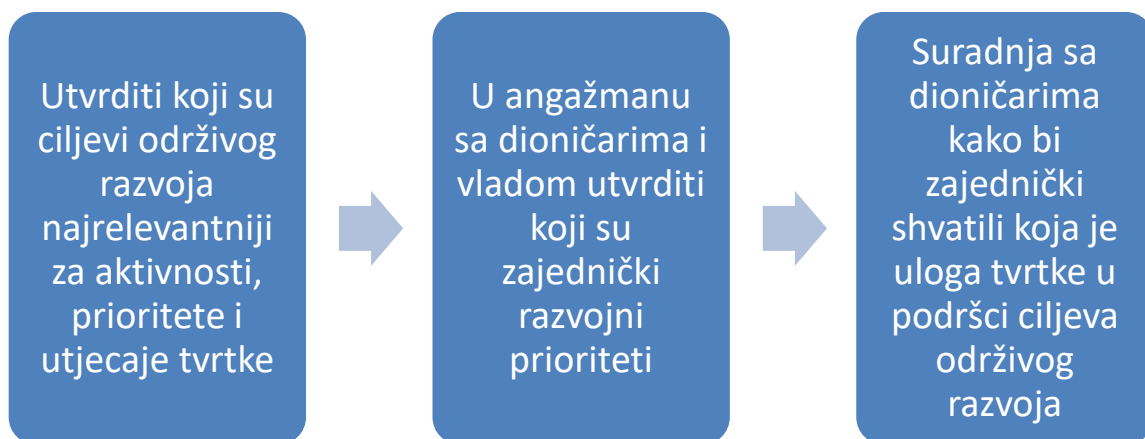 Utvrditi koji su
ciljevi održivog
razvoja
najrelevantniji
za aktivnosti,
prioritete i
utjecaje tvrtke
U angažmanu
sa dioničarima i
vladom utvrditi
koji su
zajednički
razvojni
prioriteti
Suradnja sa
dioničarima
kako bi
zajednički
shvatili koja je
uloga tvrtke u
podršci ciljeva
održivog
razvoja